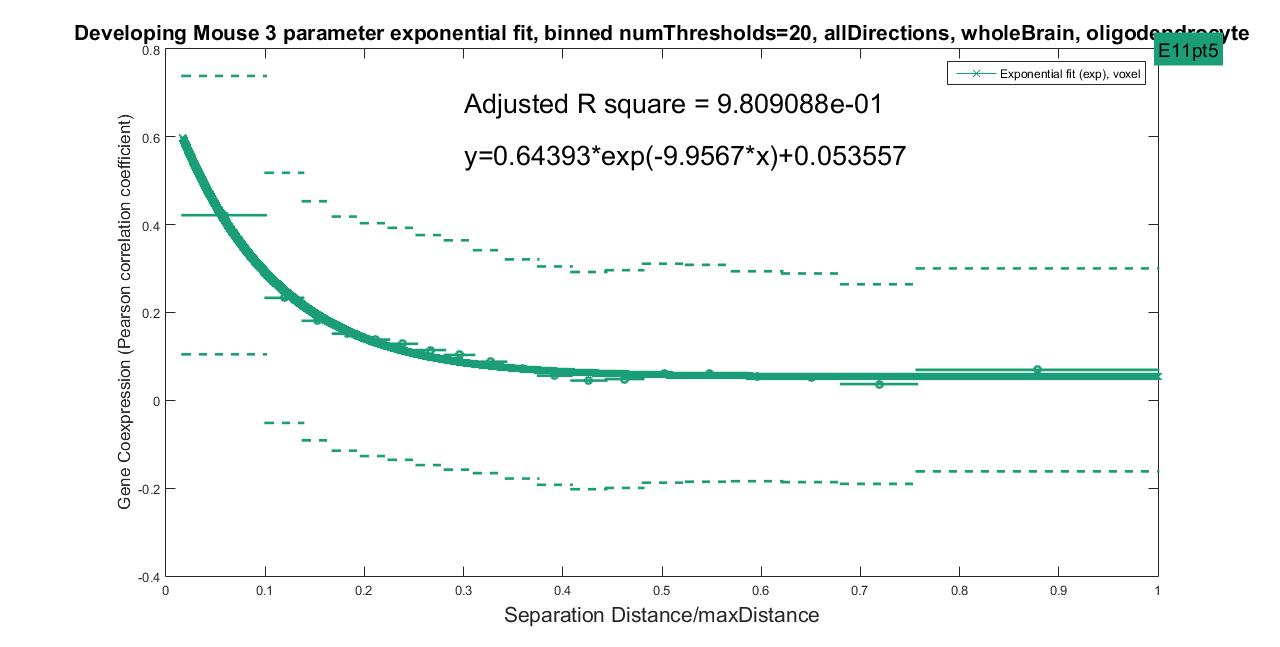 Developing Mouse 3 parameter exponential fit, binned numThresholds=20, allDirections, wholeBrain, oligodendrocyte
E11pt5
Exponential fit (exp), voxel
Adjusted R square = 9.809088e-01
y=0.64393*exp(-9.9567*x)+0.053557
Gene Coexpression (Pearson correlation coefficient)
0.8
0.6
0.4
0.2
0
-0.2
-0.4
0 0.1 0.2 0.3 0.4 0.5 0.6 0.7 0.8 0.9 1
Separation Distance/maxDistance